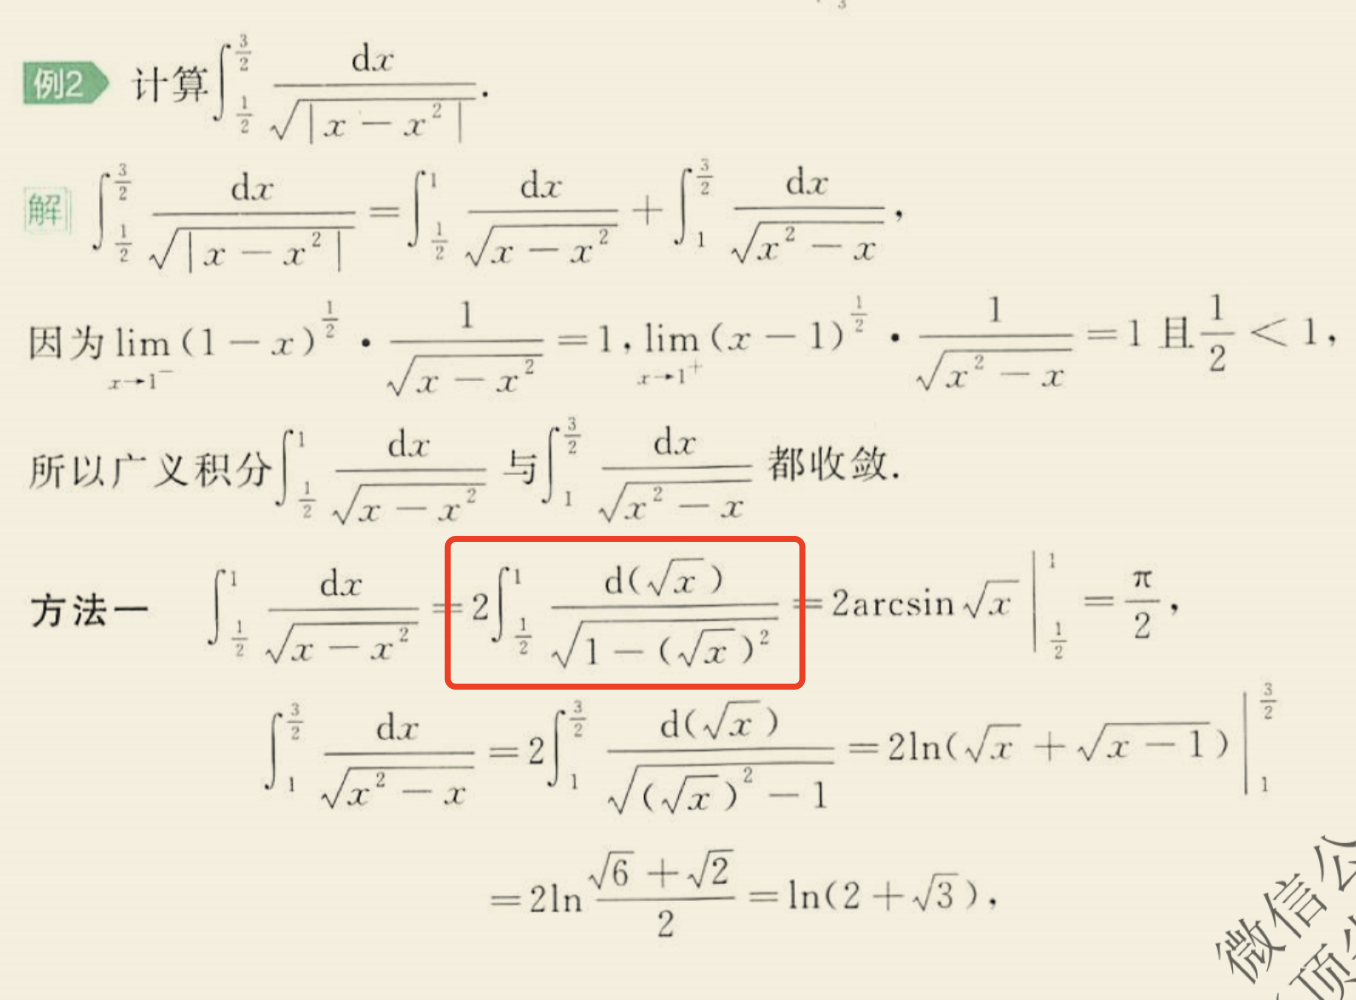 例2 计算∫_{1/2}^{3/2} dx/√|x－x²|.
解 ∫_{1/2}^{3/2} dx/√|x－x²| = ∫_{1/2}^{1} dx/√(x－x²) + ∫_{1}^{3/2} dx/√(x²－x),
因为 lim_{x→1⁻} (1－x)^{1/2} · 1/√(x－x²) = 1, lim_{x→1⁺} (x－1)^{1/2} · 1/√(x²－x) = 1 且 1/2 < 1,
所以广义积分∫_{1/2}^{1} dx/√(x－x²) 与∫_{1}^{3/2} dx/√(x²－x) 都收敛.
方法一 ∫_{1/2}^{1} dx/√(x－x²) = 2∫_{1/2}^{1} d(√x)/√(1－(√x)²) = 2arcsin√x |_{1/2}^{1} = π/2,
∫_{1}^{3/2} dx/√(x²－x) = 2∫_{1}^{3/2} d(√x)/√((√x)²－1) = 2ln(√x + √(x－1)) |_{1}^{3/2}
= 2ln (√6 + √2)/2 = ln(2 + √3),
微信公